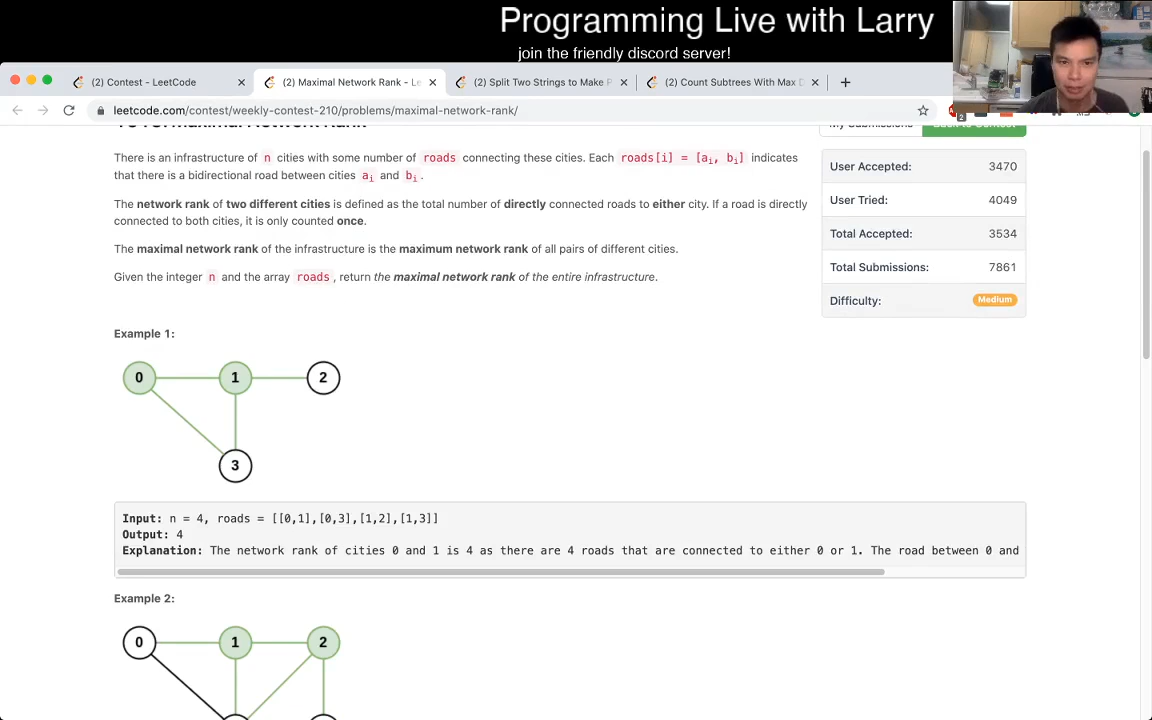 Programming Live with Larry
join the friendly discord server!
(2) Contest - LeetCode
(2) Maximal Network Rank - Le
(2) Split Two Strings to Make P
(2) Count Subtrees With Max D
leetcode.com/contest/weekly-contest-210/problems/maximal-network-rank/
2
There is an infrastructure of n cities with some number of roads connecting these cities. Each roads[i] = [ai, bi] indicates
that there is a bidirectional road between cities ai and bi.
The network rank of two different cities is defined as the total number of directly connected roads to either city. If a road is directly
connected to both cities, it is only counted once.
The maximal network rank of the infrastructure is the maximum network rank of all pairs of different cities.
Given the integer n and the array roads, return the maximal network rank of the entire infrastructure.
User Accepted: 3470
User Tried: 4049
Total Accepted: 3534
Total Submissions: 7861
Difficulty: Medium
Example 1:
0 1 2
3
Input: n = 4, roads = [[0,1],[0,3],[1,2],[1,3]]
Output: 4
Explanation: The network rank of cities 0 and 1 is 4 as there are 4 roads that are connected to either 0 or 1. The road between 0 and
Example 2:
0 1 2